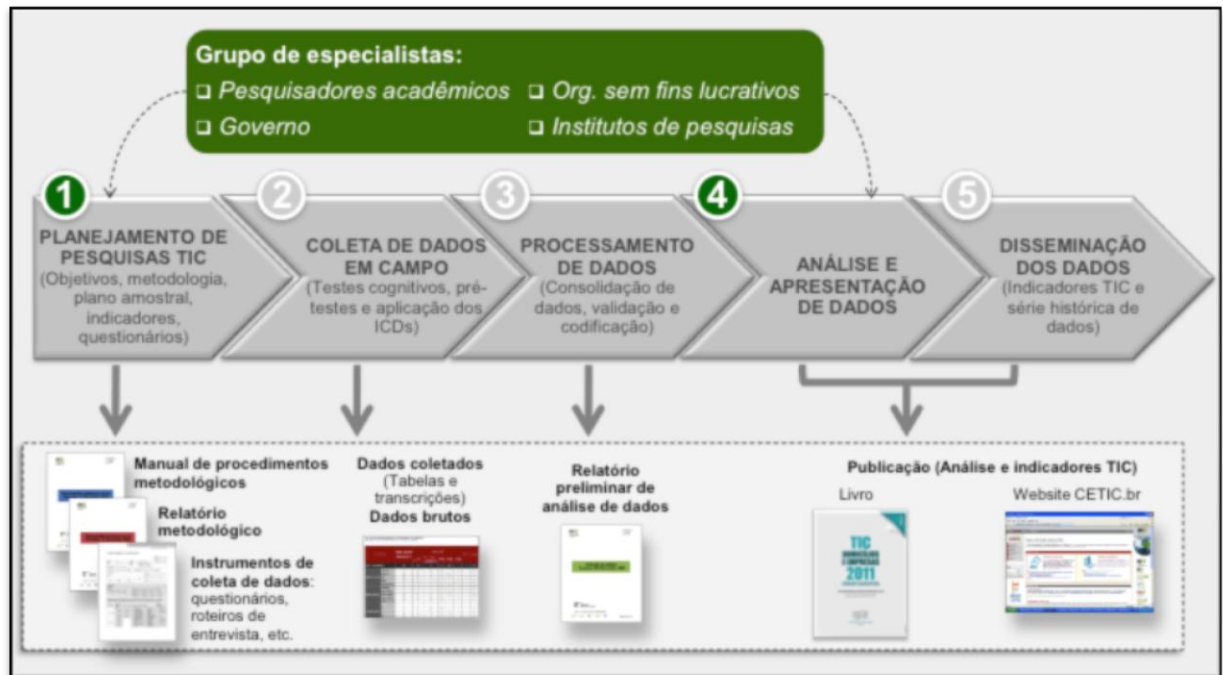 Grupo de especialistas:
❑ Pesquisadores acadêmicos
❑ Org. sem fins lucrativos
❑ Governo
❑ Institutos de pesquisas
1
PLANEJAMENTO DE
PESQUISAS TIC
(Objetivos, metodologia,
plano amostral,
indicadores,
questionários)
2
COLETA DE DADOS
EM CAMPO
(Testes cognitivos, pré-
testes e aplicação dos
ICDs)
3
PROCESSAMENTO
DE DADOS
(Consolidação de
dados, validação e
codificação)
4
ANÁLISE E
APRESENTAÇÃO
DE DADOS
5
DISSEMINAÇÃO
DOS DADOS
(Indicadores TIC e
série histórica de
dados)
Manual de procedimentos
metodológicos
Relatório
metodológico
Instrumentos de
coleta de dados:
questionários,
roteiros de
entrevista, etc.
Dados coletados
(Tabelas e
transcrições)
Dados brutos
Relatório
preliminar de
análise de dados
Publicação (Análise e indicadores TIC)
Livro
TIC
2011
Website CETIC.br